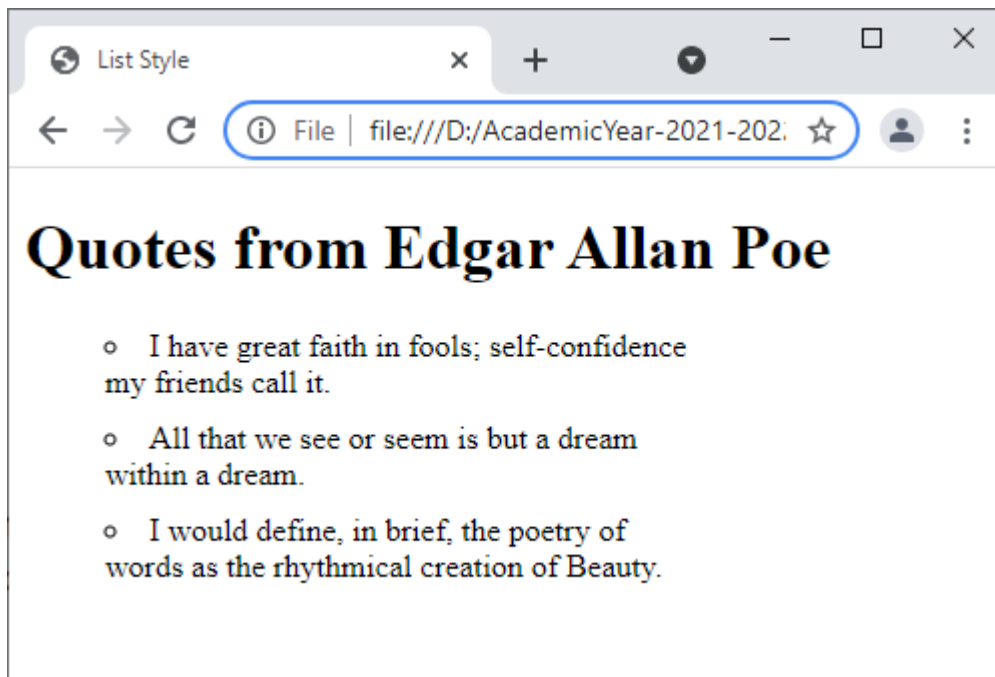 List Style
File
file:///D:/AcademicYear-2021-202
Quotes from Edgar Allan Poe
I have great faith in fools; self-confidence
my friends call it.
All that we see or seem is but a dream
within a dream.
I would define, in brief, the poetry of
words as the rhythmical creation of Beauty.